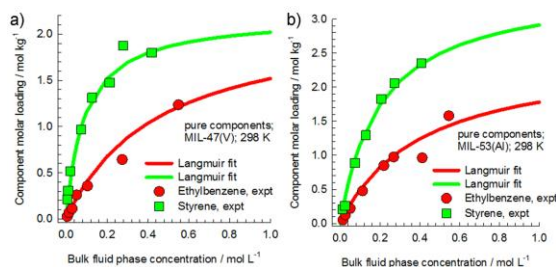 a)
Component molar loading / mol kg⁻¹
2.0
1.5
1.0
0.5
0.0
pure components;
MIL-47(V); 298 K
Langmuir fit
Langmuir fit
Ethylbenzene, expt
Styrene, expt
0.0 0.2 0.4 0.6 0.8 1.0
Bulk fluid phase concentration / mol L⁻¹
b)
Component molar loading / mol kg⁻¹
3.0
2.5
2.0
1.5
1.0
0.5
0.0
pure components;
MIL-53(Al); 298 K
Langmuir fit
Langmuir fit
Ethylbenzene, expt
Styrene, expt
0.0 0.2 0.4 0.6 0.8 1.0
Bulk fluid phase concentration / mol L⁻¹